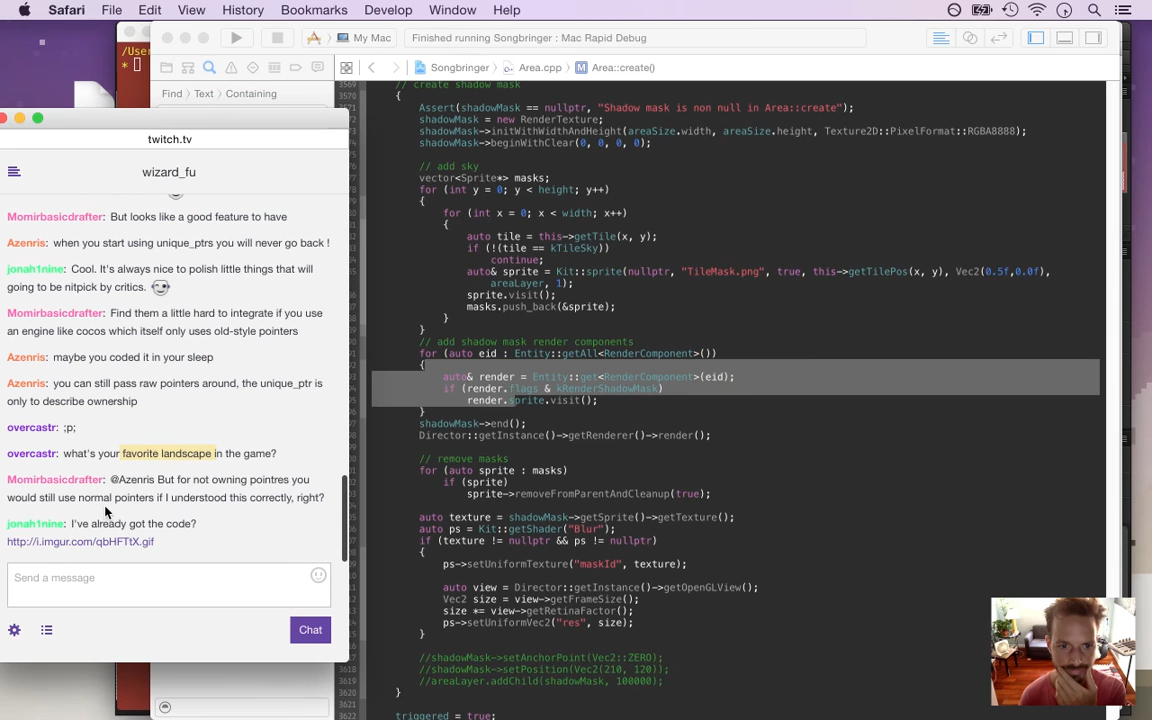 Safari File Edit View History Bookmarks Develop Window Help
My Mac
Finished running Songbringer : Mac Rapid Debug
/User
*
Songbringer
Area.cpp
Area::create()
Find
Text
Containing
twitch.tv
wizard_fu
Momirbasicdrafter: But looks like a good feature to have
Azenris: when you start using unique_ptrs you will never go back !
jonah1nine: Cool. It's always nice to polish little things that will
going to be nitpick by critics.
Momirbasicdrafter: Find them a little hard to integrate if you use
an engine like cocos which itself only uses old-style pointers
Azenris: maybe you coded it in your sleep
Azenris: you can still pass raw pointers around, the unique_ptr is
only to describe ownership
overcastr: ;p;
overcastr: what's your favorite landscape in the game?
Momirbasicdrafter: @Azenris But for not owning pointres you
would still use normal pointers if I understood this correctly, right?
jonah1nine: I've already got the code?
http://i.imgur.com/qbHFTtX.gif
Send a message
Chat
3569 // create shadow mask
3570 {
Assert(shadowMask == nullptr, "Shadow mask is non null in Area::create");
shadowMask = new RenderTexture;
shadowMask->initWithWidthAndHeight(areaSize.width, areaSize.height, Texture2D::PixelFormat::RGBA8888);
shadowMask->beginWithClear(0, 0, 0, 0);
// add sky
vector<Sprite*> masks;
for (int y = 0; y < height; y++)
{
for (int x = 0; x < width; x++)
{
auto tile = this->getTile(x, y);
if (!(tile == kTileSky))
continue;
auto& sprite = Kit::sprite(nullptr, "TileMask.png", true, this->getTilePos(x, y), Vec2(0.5f,0.0f),
areaLayer, 1);
sprite.visit();
masks.push_back(&sprite);
}
}
// add shadow mask render components
for (auto eid : Entity::getAll<RenderComponent>())
{
auto& render = Entity::get<RenderComponent>(eid);
if (render.flags & kRenderShadowMask)
render.sprite.visit();
}
shadowMask->end();
Director::getInstance()->getRenderer()->render();
// remove masks
for (auto sprite : masks)
if (sprite)
sprite->removeFromParentAndCleanup(true);
auto texture = shadowMask->getSprite()->getTexture();
auto ps = Kit::getShader("Blur");
if (texture != nullptr && ps != nullptr)
{
ps->setUniformTexture("maskId", texture);
auto view = Director::getInstance()->getOpenGLView();
Vec2 size = view->getFrameSize();
size *= view->getRetinaFactor();
ps->setUniformVec2("res", size);
}
//shadowMask->setAnchorPoint(Vec2::ZERO);
3618 //shadowMask->setPosition(Vec2(210, 120));
3619 //areaLayer.addChild(shadowMask, 100000);
3620 }
3621
3622 triggered = true;